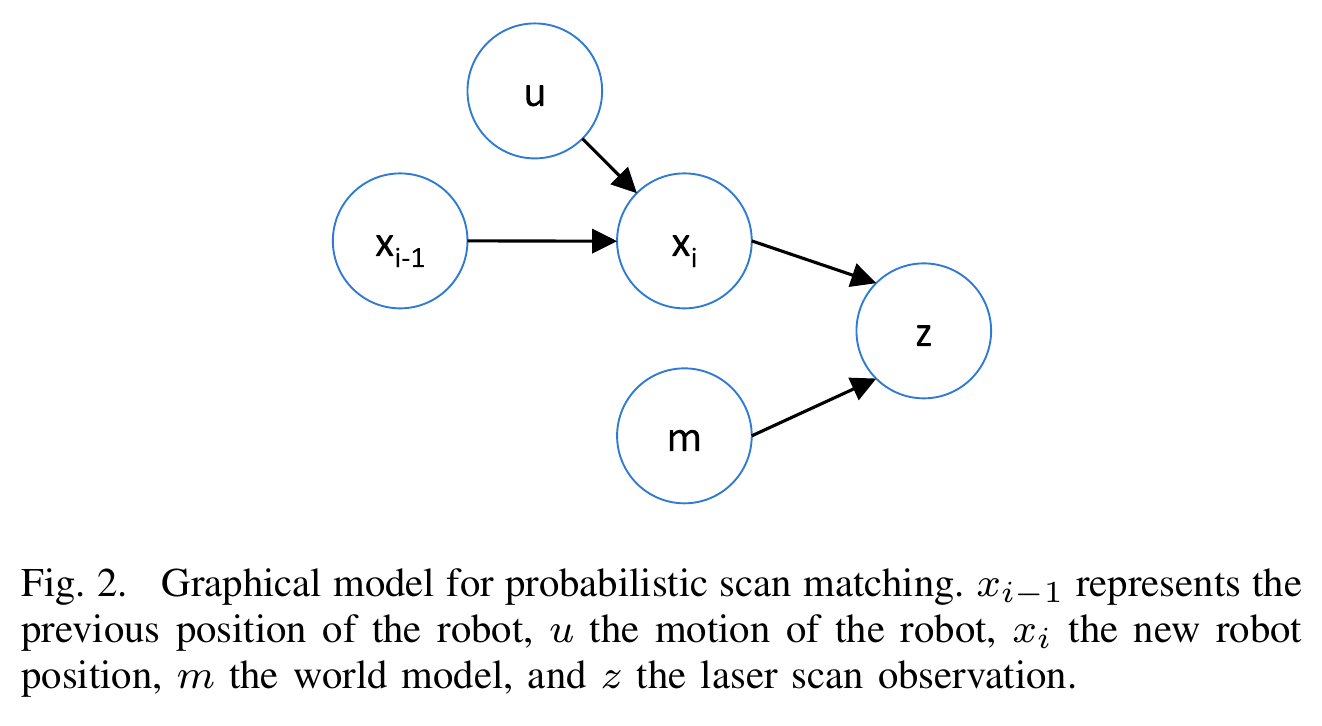 u
x_{i-1}
x_i
z
m
Fig. 2. Graphical model for probabilistic scan matching. x_{i−1} represents the
previous position of the robot, u the motion of the robot, x_i the new robot
position, m the world model, and z the laser scan observation.